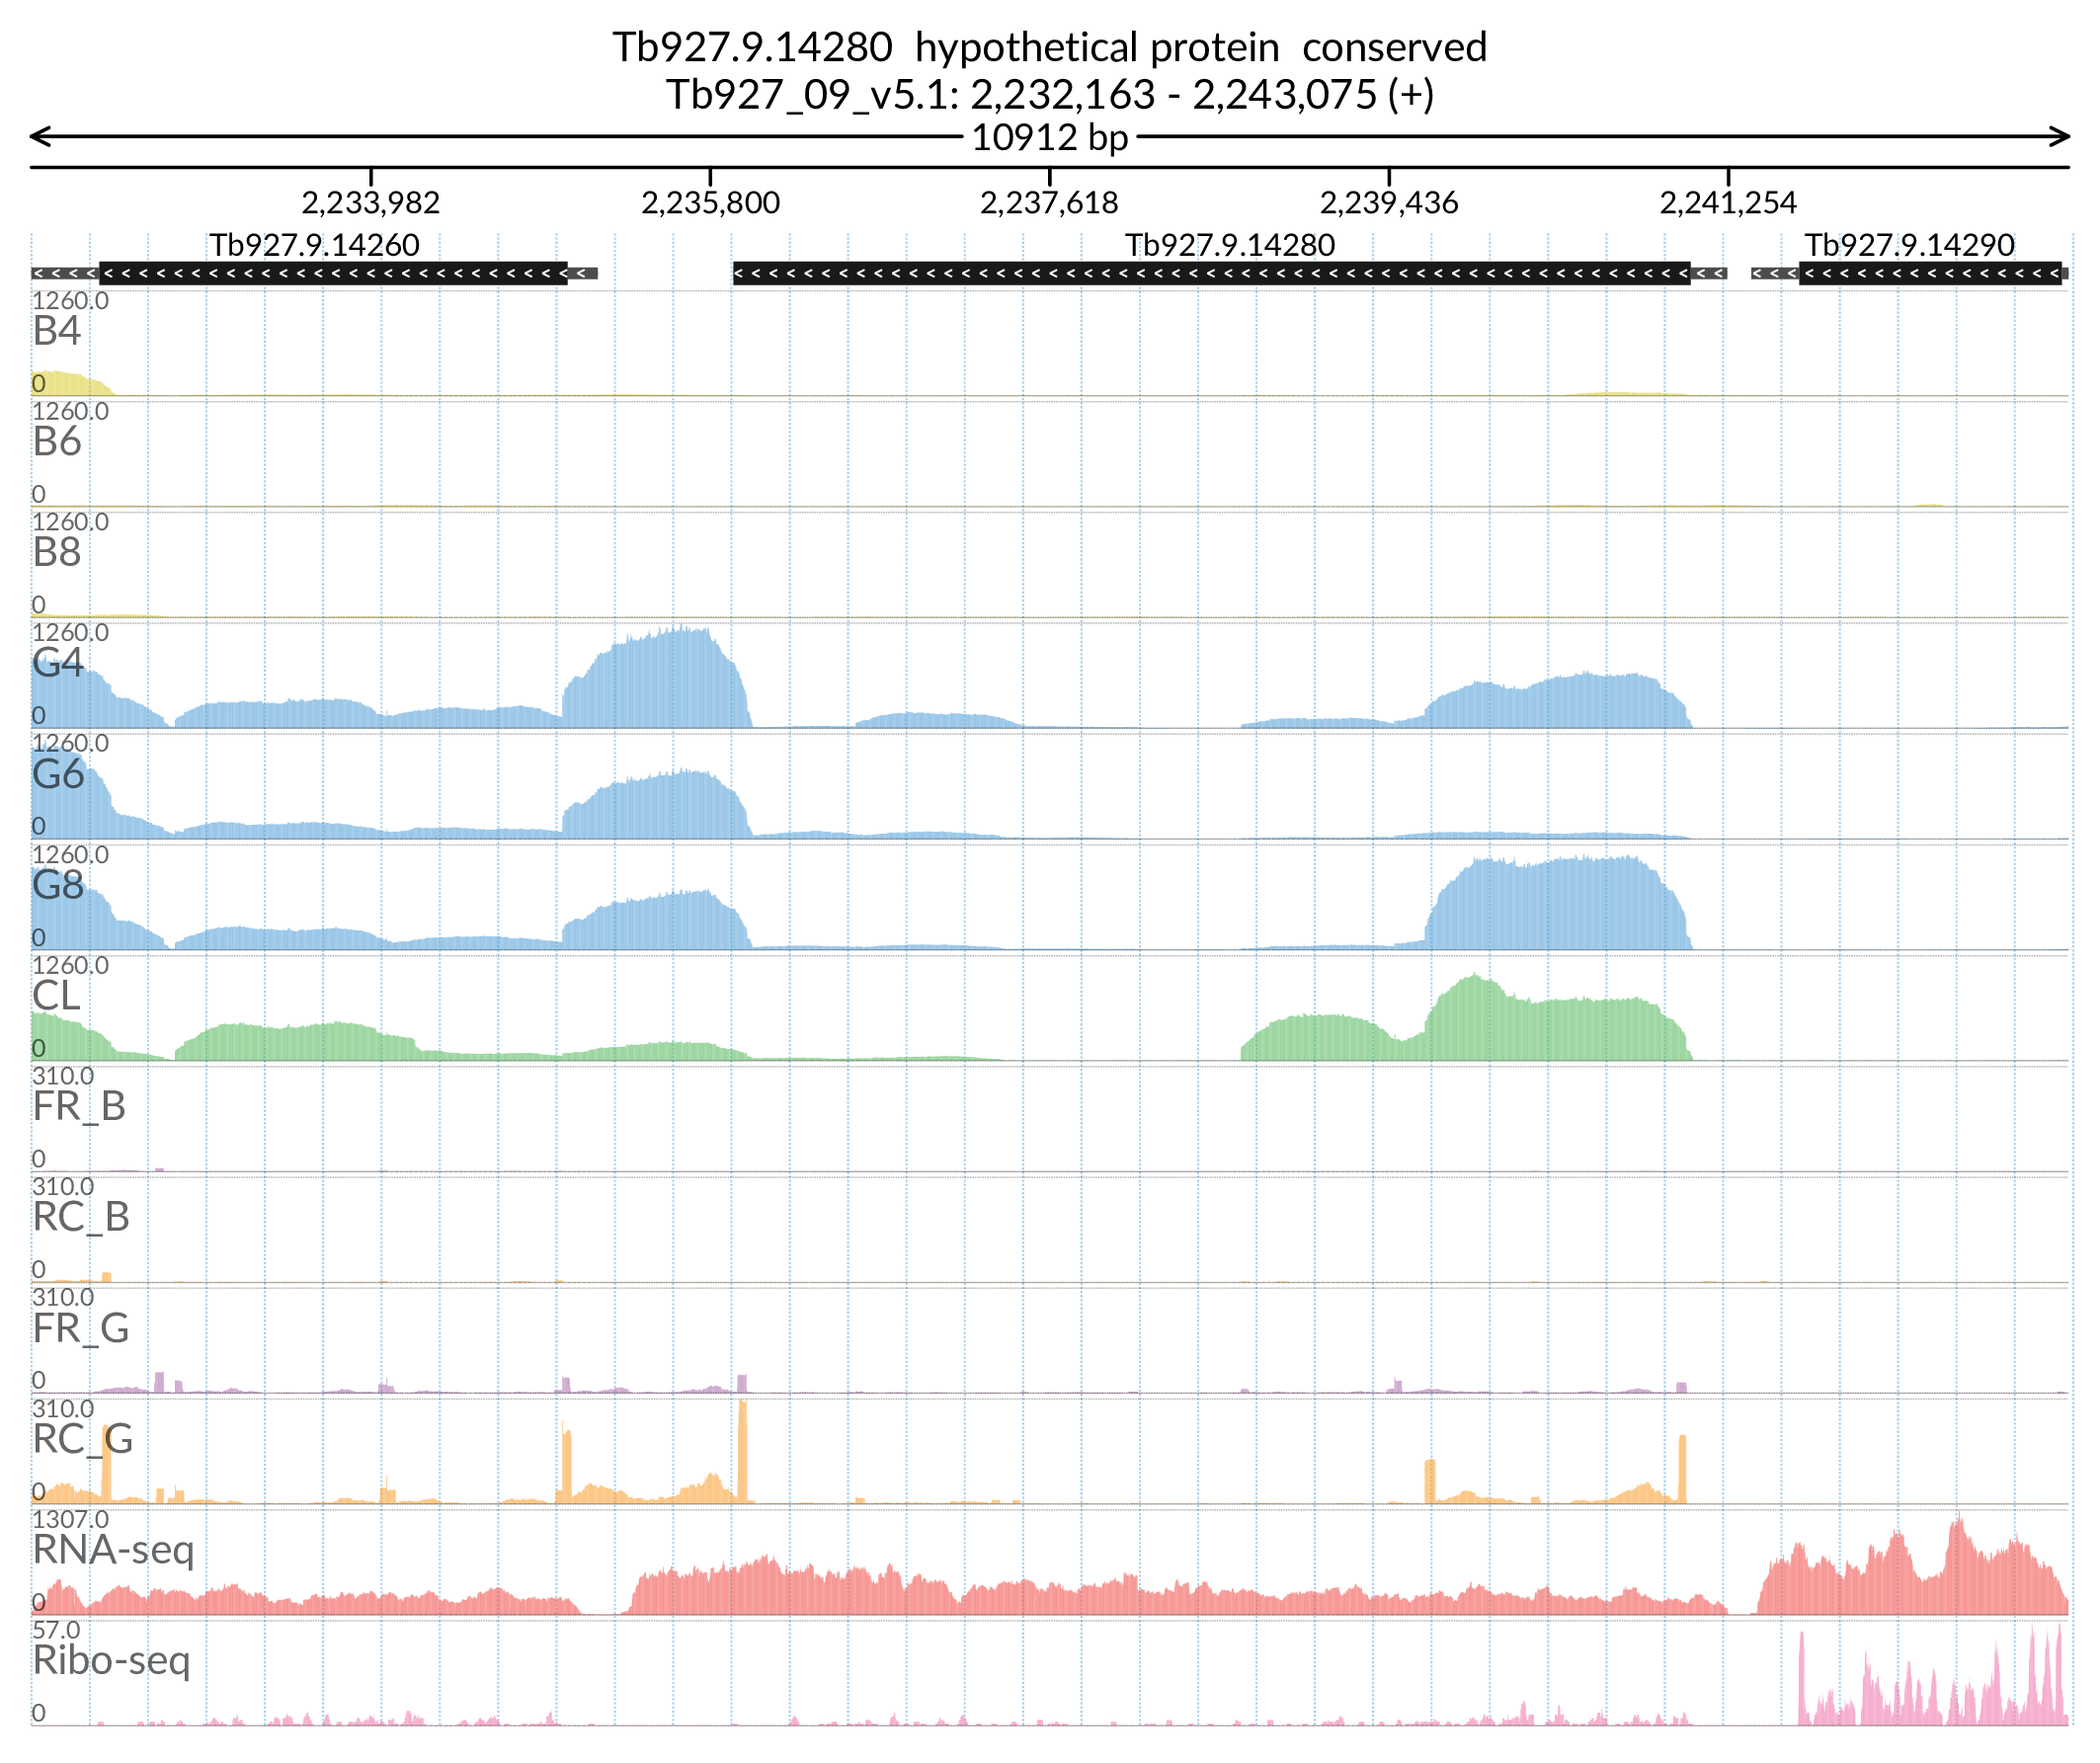 Tb927.9.14280  hypothetical protein  conserved
Tb927_09_v5.1: 2,232,163 - 2,243,075 (+)
10912 bp
2,233,982 2,235,800 2,237,618 2,239,436 2,241,254
Tb927.9.14260 Tb927.9.14280 Tb927.9.14290
1260.0
B4
0
1260.0
B6
0
1260.0
B8
0
1260.0
G4
0
1260.0
G6
0
1260.0
G8
0
1260.0
CL
0
310.0
FR_B
0
310.0
RC_B
0
310.0
FR_G
0
310.0
RC_G
0
1307.0
RNA-seq
0
57.0
Ribo-seq
0